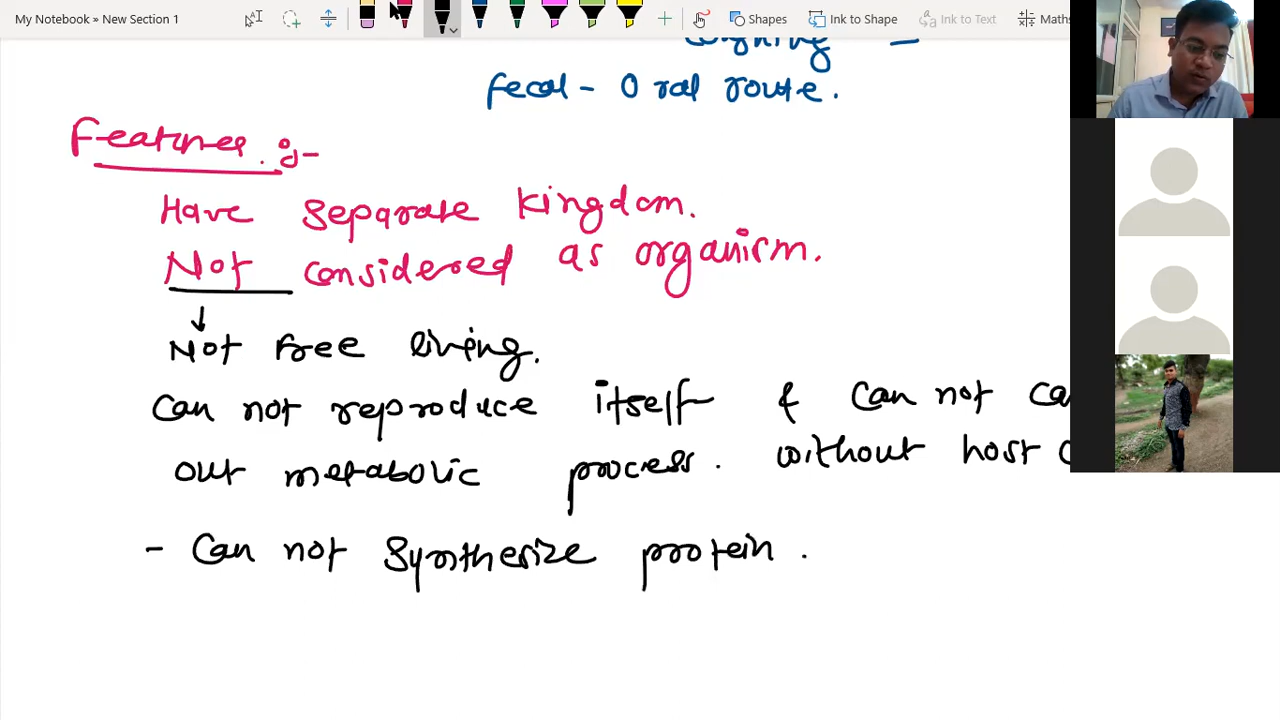 My Notebook » New Section 1
Shapes
Ink to Shape
Ink to Text
Maths
fecal - Oral route.
Features :-
Have separate kingdom.
Not considered as organism.
Not free living.
Can not reproduce itself & can not
out metabolic process. without host
- Can not synthesize protein.